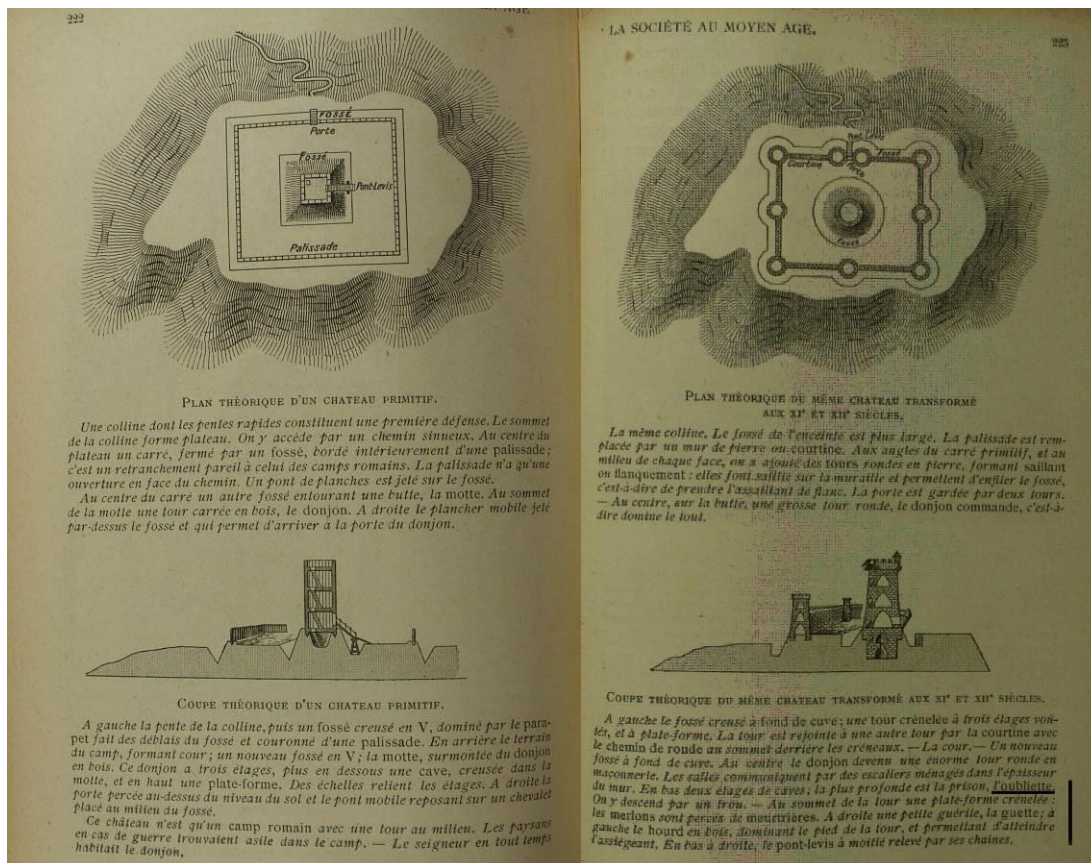 222
EN AGE
FOSSÉ
Porte
Fossé
Pont-Levis
Palissade
PLAN THÉORIQUE D'UN CHATEAU PRIMITIF.
Une colline dont les pentes rapides constituent une première défense. Le sommet
de la colline forme plateau. On y accède par un chemin sinueux. Au centre du
plateau un carré, fermé par un fossé, bordé intérieurement d'une palissade;
c'est un retranchement pareil à celui des camps romains. La palissade n'a qu'une
ouverture en face du chemin. Un pont de planches est jeté sur le fossé.
Au centre du carré un autre fossé entourant une butte, la motte. Au sommet
de la motte une tour carrée en bois, le donjon. A droite le plancher mobile jeté
par-dessus le fossé et qui permet d'arriver à la porte du donjon.
COUPE THÉORIQUE D'UN CHATEAU PRIMITIF.
A gauche la pente de la colline, puis un fossé creusé en V, dominé par le para-
pet fait des déblais du fossé et couronné d'une palissade. En arrière le terrain
du camp, formant cour; un nouveau fossé en V; la motte, surmontée du donjon
en bois. Ce donjon a trois étages, plus en dessous une cave, creusée dans la
motte, et en haut une plate-forme. Des échelles relient les étages. A droite la
porte percée au-dessus du niveau du sol et le pont mobile reposant sur un chevalet
placé au milieu du fossé.
Ce château n'est qu'un camp romain avec une tour au milieu. Les paysans
en cas de guerre trouvaient asile dans le camp. — Le seigneur en tout temps
habitait le donjon.
LA SOCIÉTÉ AU MOYEN AGE.
223
Pont-Levis
Fossé
Courtine
Porte
Fossé
PLAN THÉORIQUE DU MÊME CHATEAU TRANSFORMÉ
AUX XIe ET XIIe SIÈCLES.
La même colline. Le fossé de l'enceinte est plus large. La palissade est rem-
placée par un mur de pierre ou courtine. Aux angles du carré primitif, et au
milieu de chaque face, on a ajouté des tours rondes en pierre, formant saillant
ou flanquement : elles font saillie sur la muraille et permettent d'enfiler le fossé,
c'est-à-dire de prendre l'assaillant de flanc. La porte est gardée par deux tours.
— Au centre, sur la butte, une grosse tour ronde, le donjon commande, c'est-à-
dire domine le tout.
COUPE THÉORIQUE DU MÊME CHATEAU TRANSFORMÉ AUX XIe ET XIIe SIÈCLES.
A gauche le fossé creusé à fond de cuve; une tour crénelée à trois étages voû-
tés, et à plate-forme. La tour est rejointe à une autre tour par la courtine avec
le chemin de ronde au sommet derrière les créneaux. — La cour. — Un nouveau
fossé à fond de cuve. Au centre le donjon devenu une énorme tour ronde en
maçonnerie. Les salles communiquent par des escaliers ménagés dans l'épaisseur
du mur. En bas deux étages de caves; la plus profonde est la prison, l'oubliette.
On y descend par un trou. — Au sommet de la tour une plate-forme crénelée :
les merlons sont percés de meurtrières. A droite une petite guérite, la guette; à
gauche le hourd en bois, dominant le pied de la tour, et permettant d'atteindre
l'assiégeant. En bas à droite, le pont-levis à moitié relevé par ses chaînes.